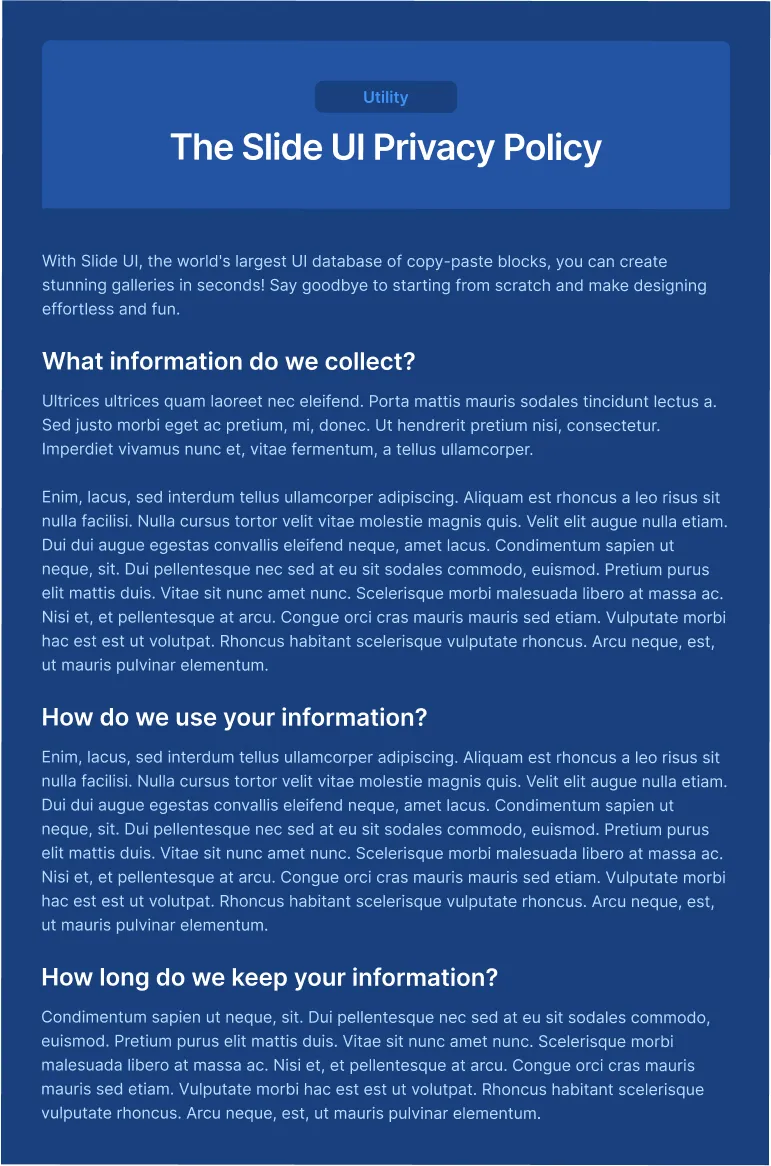 Utility
The Slide UI Privacy Policy
With Slide UI, the world's largest UI database of copy-paste blocks, you can create
stunning galleries in seconds! Say goodbye to starting from scratch and make designing
effortless and fun.
What information do we collect?
Ultrices ultrices quam laoreet nec eleifend. Porta mattis mauris sodales tincidunt lectus a.
Sed justo morbi eget ac pretium, mi, donec. Ut hendrerit pretium nisi, consectetur.
Imperdiet vivamus nunc et, vitae fermentum, a tellus ullamcorper.
Enim, lacus, sed interdum tellus ullamcorper adipiscing. Aliquam est rhoncus a leo risus sit
nulla facilisi. Nulla cursus tortor velit vitae molestie magnis quis. Velit elit augue nulla etiam.
Dui dui augue egestas convallis eleifend neque, amet lacus. Condimentum sapien ut
neque, sit. Dui pellentesque nec sed at eu sit sodales commodo, euismod. Pretium purus
elit mattis duis. Vitae sit nunc amet nunc. Scelerisque morbi malesuada libero at massa ac.
Nisi et, et pellentesque at arcu. Congue orci cras mauris mauris sed etiam. Vulputate morbi
hac est est ut volutpat. Rhoncus habitant scelerisque vulputate rhoncus. Arcu neque, est,
ut mauris pulvinar elementum.
How do we use your information?
Enim, lacus, sed interdum tellus ullamcorper adipiscing. Aliquam est rhoncus a leo risus sit
nulla facilisi. Nulla cursus tortor velit vitae molestie magnis quis. Velit elit augue nulla etiam.
Dui dui augue egestas convallis eleifend neque, amet lacus. Condimentum sapien ut
neque, sit. Dui pellentesque nec sed at eu sit sodales commodo, euismod. Pretium purus
elit mattis duis. Vitae sit nunc amet nunc. Scelerisque morbi malesuada libero at massa ac.
Nisi et, et pellentesque at arcu. Congue orci cras mauris mauris sed etiam. Vulputate morbi
hac est est ut volutpat. Rhoncus habitant scelerisque vulputate rhoncus. Arcu neque, est,
ut mauris pulvinar elementum.
How long do we keep your information?
Condimentum sapien ut neque, sit. Dui pellentesque nec sed at eu sit sodales commodo,
euismod. Pretium purus elit mattis duis. Vitae sit nunc amet nunc. Scelerisque morbi
malesuada libero at massa ac. Nisi et, et pellentesque at arcu. Congue orci cras mauris
mauris sed etiam. Vulputate morbi hac est est ut volutpat. Rhoncus habitant scelerisque
vulputate rhoncus. Arcu neque, est, ut mauris pulvinar elementum.